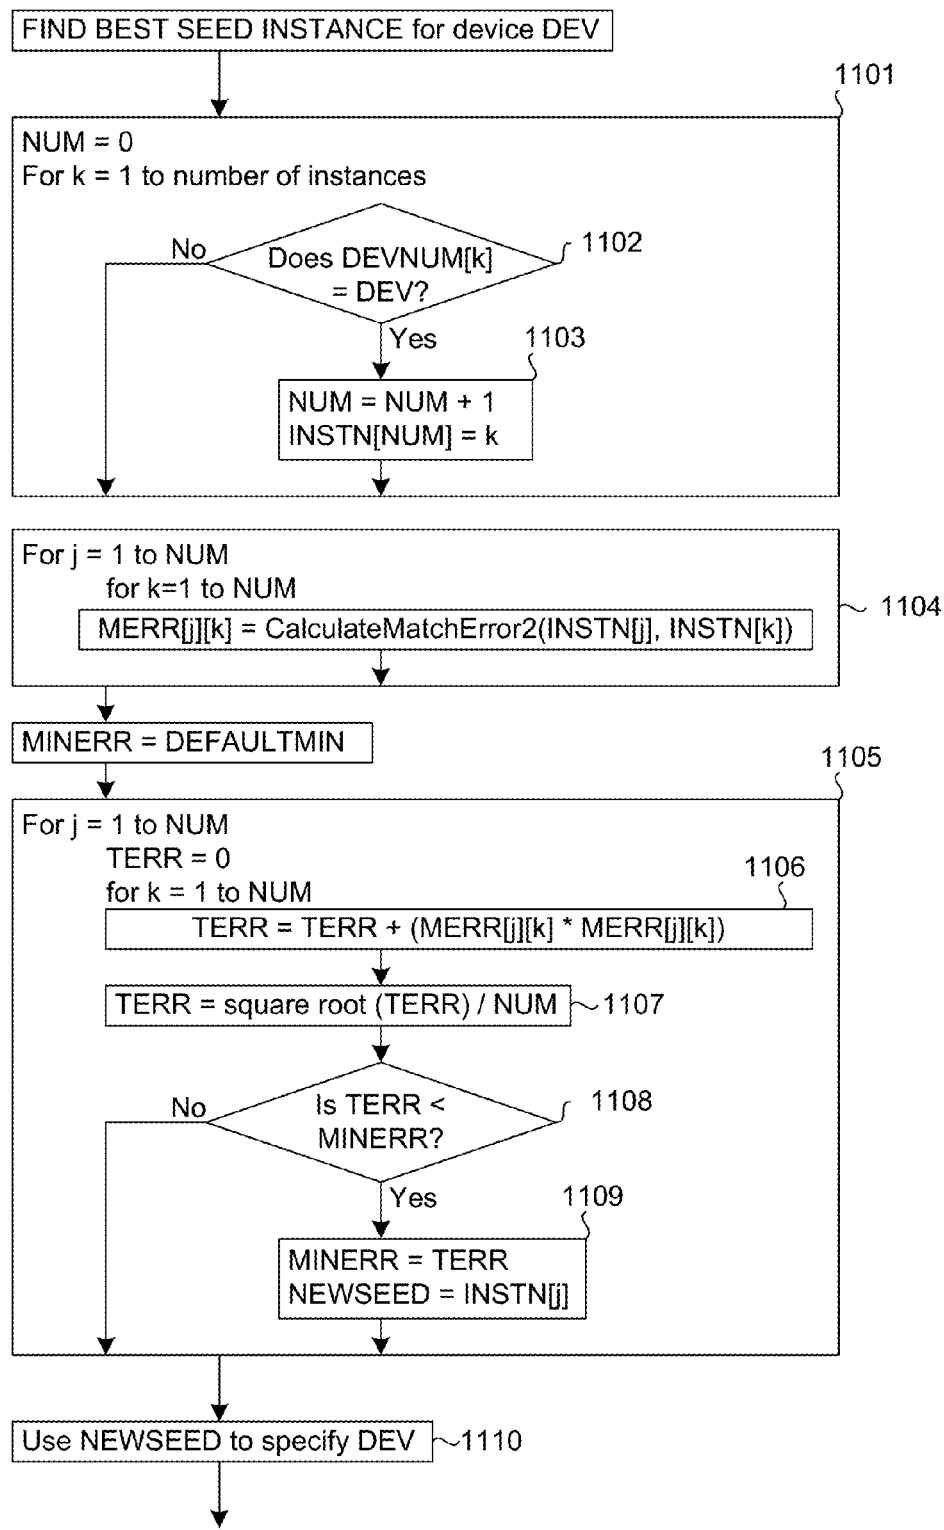 FIND BEST SEED INSTANCE for device DEV
1101
NUM = 0
For k = 1 to number of instances
No
Does DEVNUM[k]
= DEV?
1102
Yes
1103
NUM = NUM + 1
INSTN[NUM] = k
For j = 1 to NUM
for k=1 to NUM
MERR[j][k] = CalculateMatchError2(INSTN[j], INSTN[k])
1104
MINERR = DEFAULTMIN
1105
For j = 1 to NUM
TERR = 0
for k = 1 to NUM
1106
TERR = TERR + (MERR[j][k] * MERR[j][k])
TERR = square root (TERR) / NUM
1107
No
Is TERR <
MINERR?
1108
Yes
1109
MINERR = TERR
NEWSEED = INSTN[j]
Use NEWSEED to specify DEV
1110